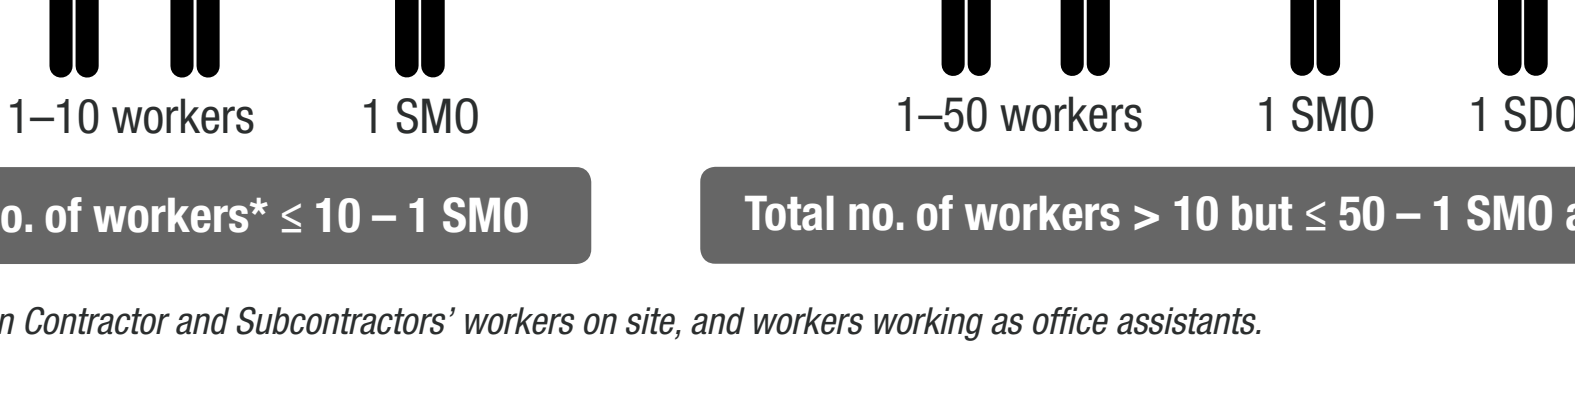 1–10 workers 1 SMO 1–50 workers 1 SMO 1 SDO
o. of workers* ≤ 10 – 1 SMO
Total no. of workers > 10 but ≤ 50 – 1 SMO a
n Contractor and Subcontractors’ workers on site, and workers working as office assistants.